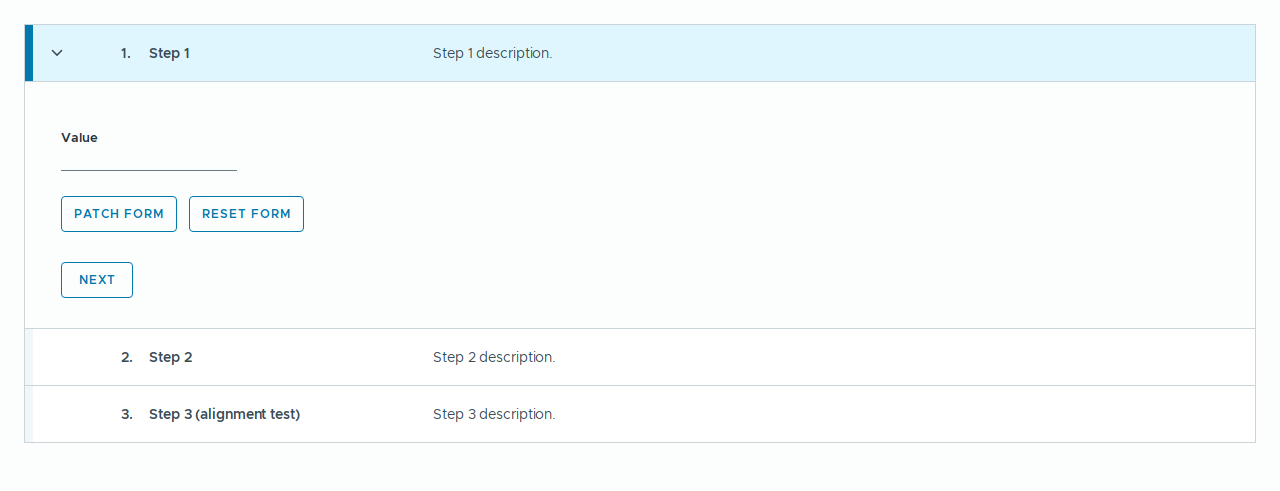 1. Step 1 Step 1 description.
Value
PATCH FORM RESET FORM
NEXT
2. Step 2 Step 2 description.
3. Step 3 (alignment test) Step 3 description.